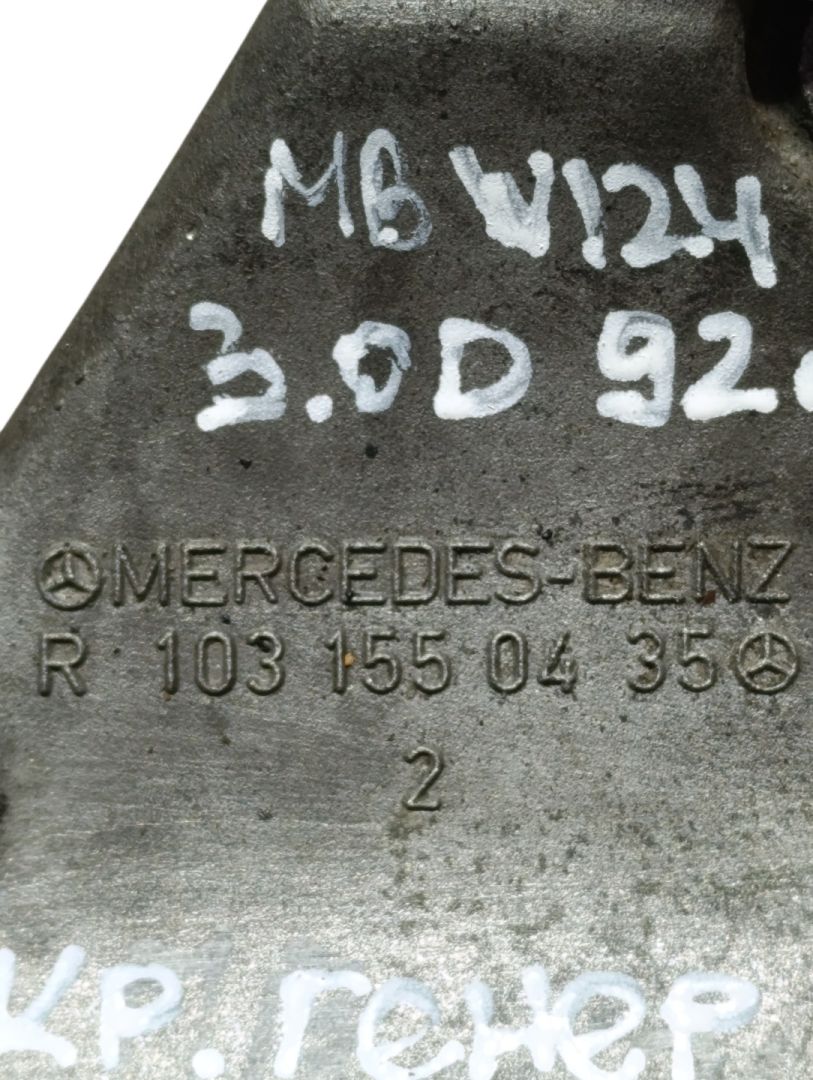 MB W124
3.0D 92
MERCEDES-BENZ
R 103 155 04 35
2
кр. генер